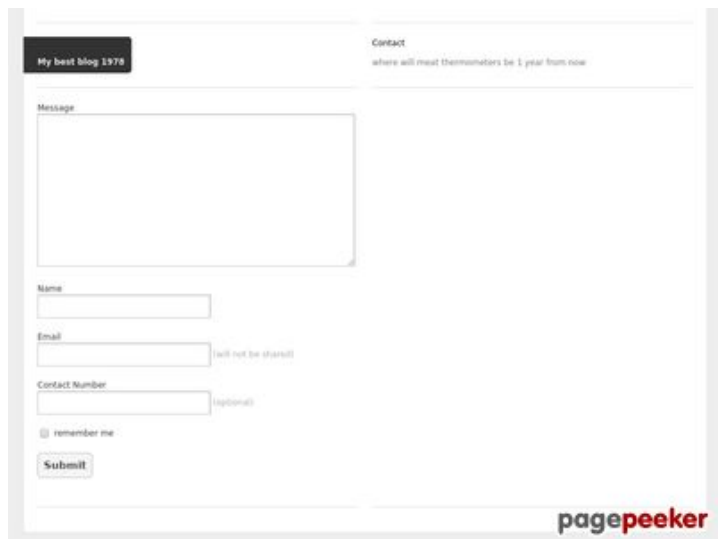 My best blog 1978
Contact
where will meat thermometers be 1 year from now
Message
Name
Email
(will not be shared)
Contact Number
(optional)
remember me
Submit
pagepeeker